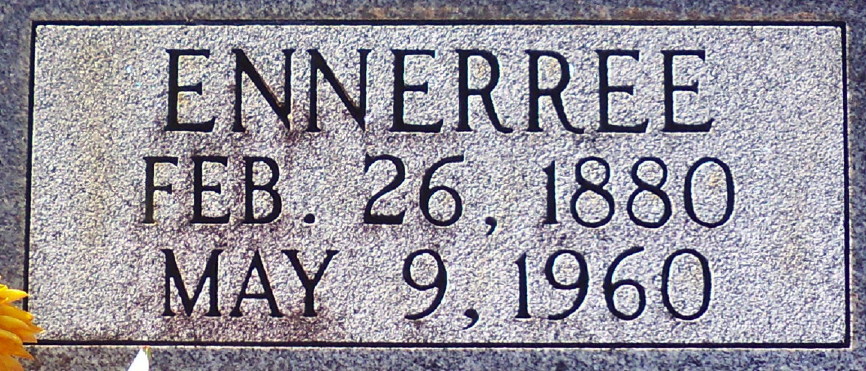 ENNERREE
FEB. 26, 1880
MAY 9, 1960